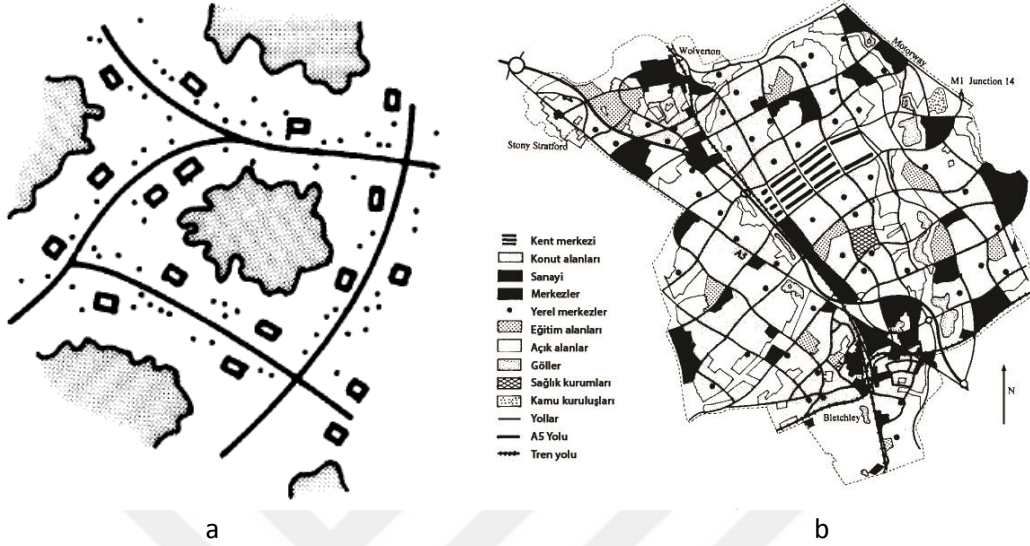 Wolverton
Motorway
M1 Junction 14
Stony Stratford
A5
Kent merkezi
Konut alanları
Sanayi
Merkezler
Yerel merkezler
Eğitim alanları
Açık alanlar
Göller
Sağlık kurumları
Kamu kuruluşları
Yollar
A5 Yolu
Tren yolu
Bletchley
N
a
b